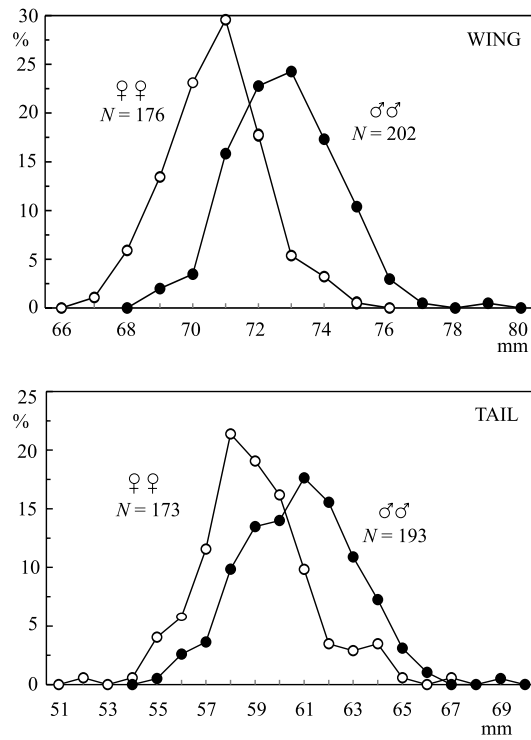 30
%
WING
25
♀♀
N = 176
♂♂
N = 202
20
15
10
5
0
66 68 70 72 74 76 78 80
mm
25
%
TAIL
20
♀♀
N = 173
♂♂
N = 193
15
10
5
0
51 53 55 57 59 61 63 65 67 69
mm